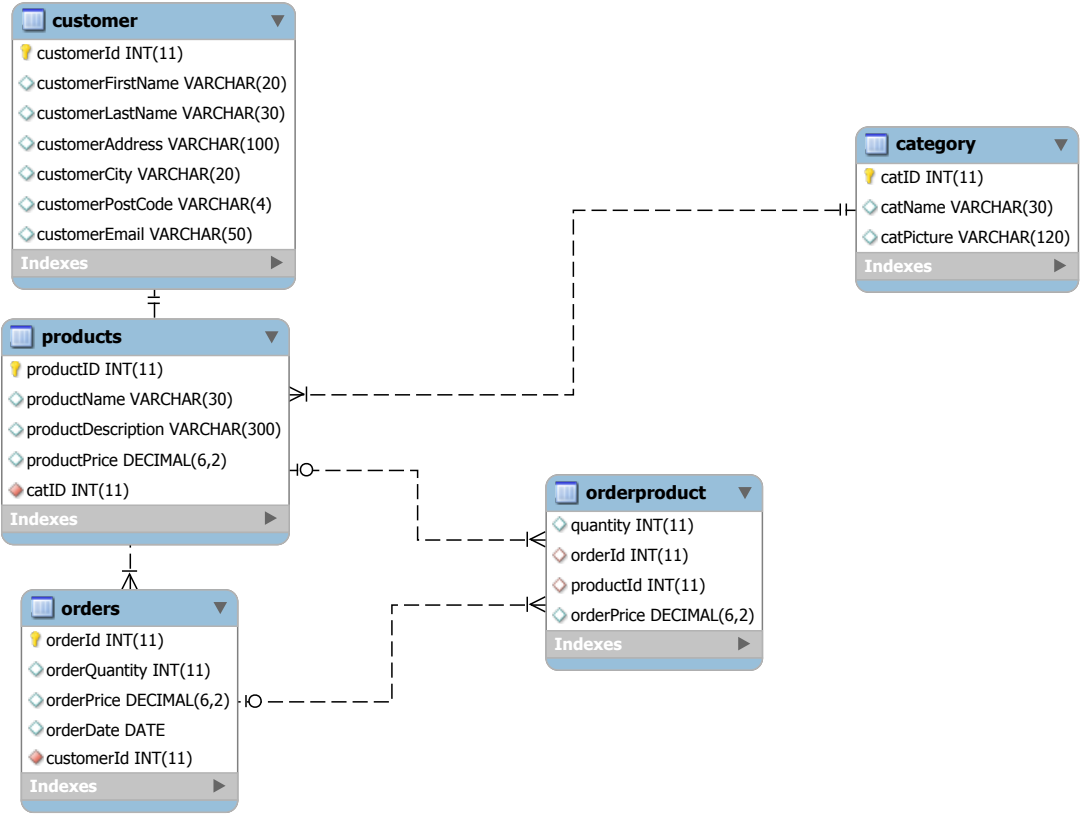 customer
customerId INT(11)
customerFirstName VARCHAR(20)
customerLastName VARCHAR(30)
customerAddress VARCHAR(100)
customerCity VARCHAR(20)
customerPostCode VARCHAR(4)
customerEmail VARCHAR(50)
Indexes
category
catID INT(11)
catName VARCHAR(30)
catPicture VARCHAR(120)
Indexes
products
productID INT(11)
productName VARCHAR(30)
productDescription VARCHAR(300)
productPrice DECIMAL(6,2)
catID INT(11)
Indexes
orderproduct
quantity INT(11)
orderId INT(11)
productId INT(11)
orderPrice DECIMAL(6,2)
Indexes
orders
orderId INT(11)
orderQuantity INT(11)
orderPrice DECIMAL(6,2)
orderDate DATE
customerId INT(11)
Indexes